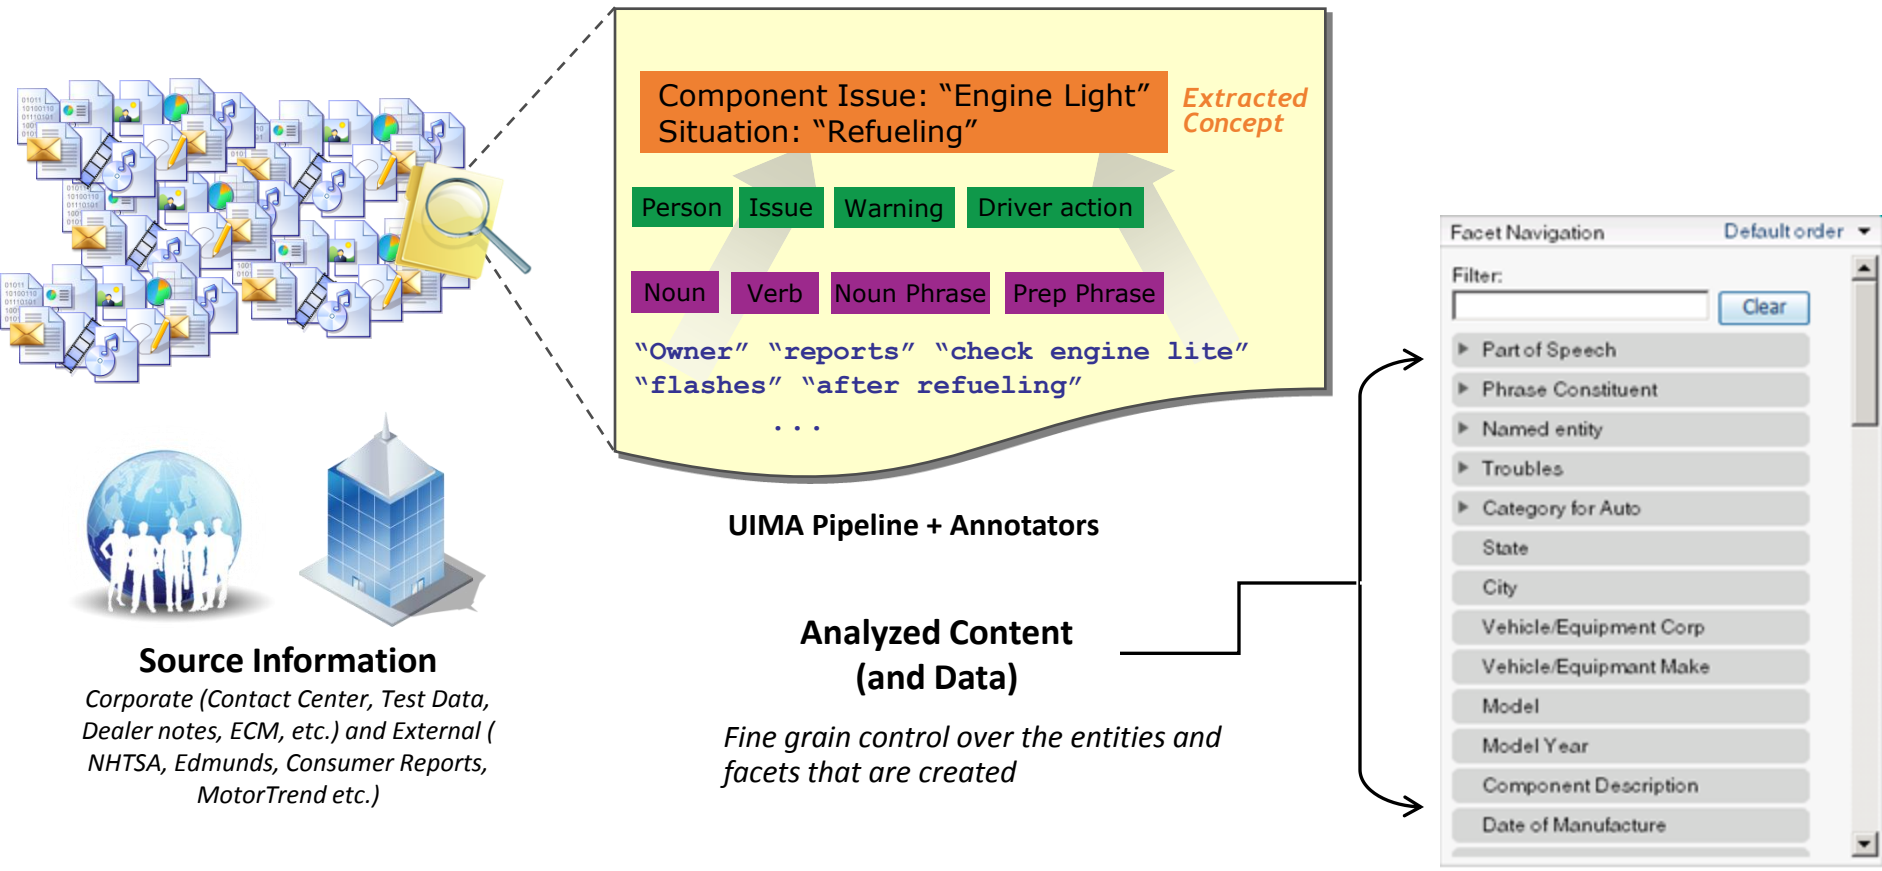 Component Issue: “Engine Light”
Situation: “Refueling”
Extracted
Concept
Person
Issue
Warning
Driver action
Noun
Verb
Noun Phrase
Prep Phrase
“Owner” “reports” “check engine lite”
“flashes” “after refueling”
...
UIMA Pipeline + Annotators
Source Information
Corporate (Contact Center, Test Data,
Dealer notes, ECM, etc.) and External (
NHTSA, Edmunds, Consumer Reports,
MotorTrend etc.)
Analyzed Content
(and Data)
Fine grain control over the entities and
facets that are created
Facet Navigation
Default order
Filter:
Clear
Part of Speech
Phrase Constituent
Named entity
Troubles
Category for Auto
State
City
Vehicle/Equipment Corp
Vehicle/Equipmant Make
Model
Model Year
Component Description
Date of Manufacture